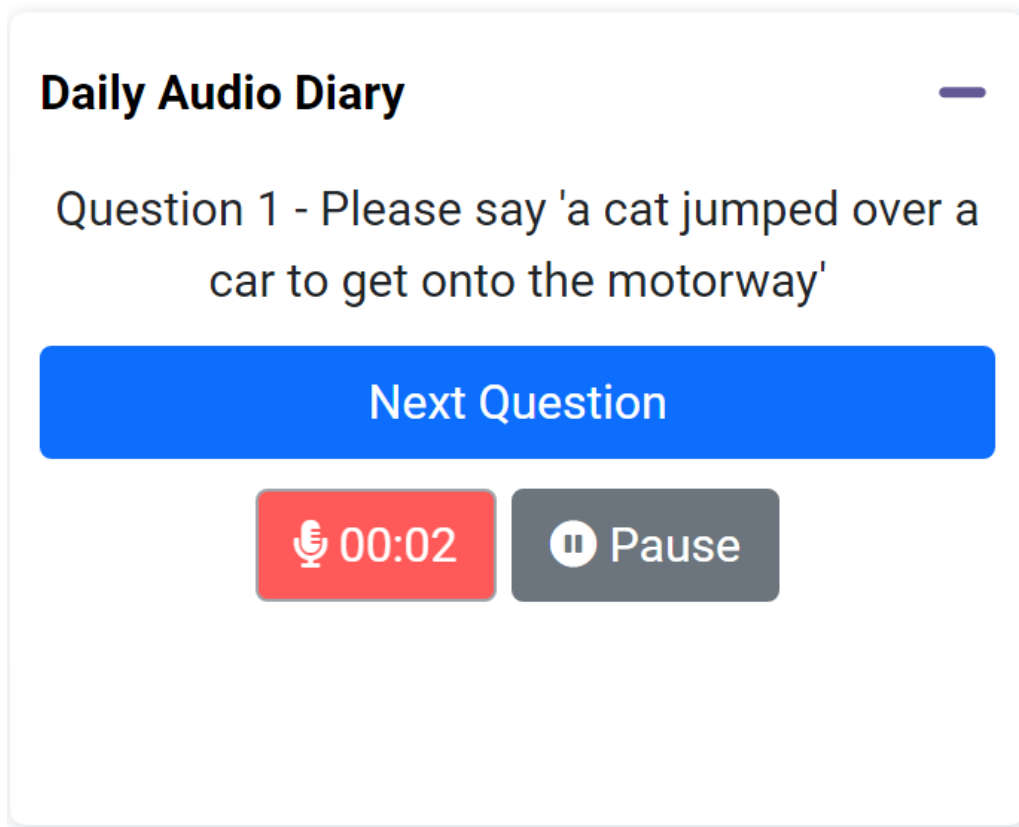 Daily Audio Diary
Question 1 - Please say 'a cat jumped over a
car to get onto the motorway'
Next Question
00:02 Pause